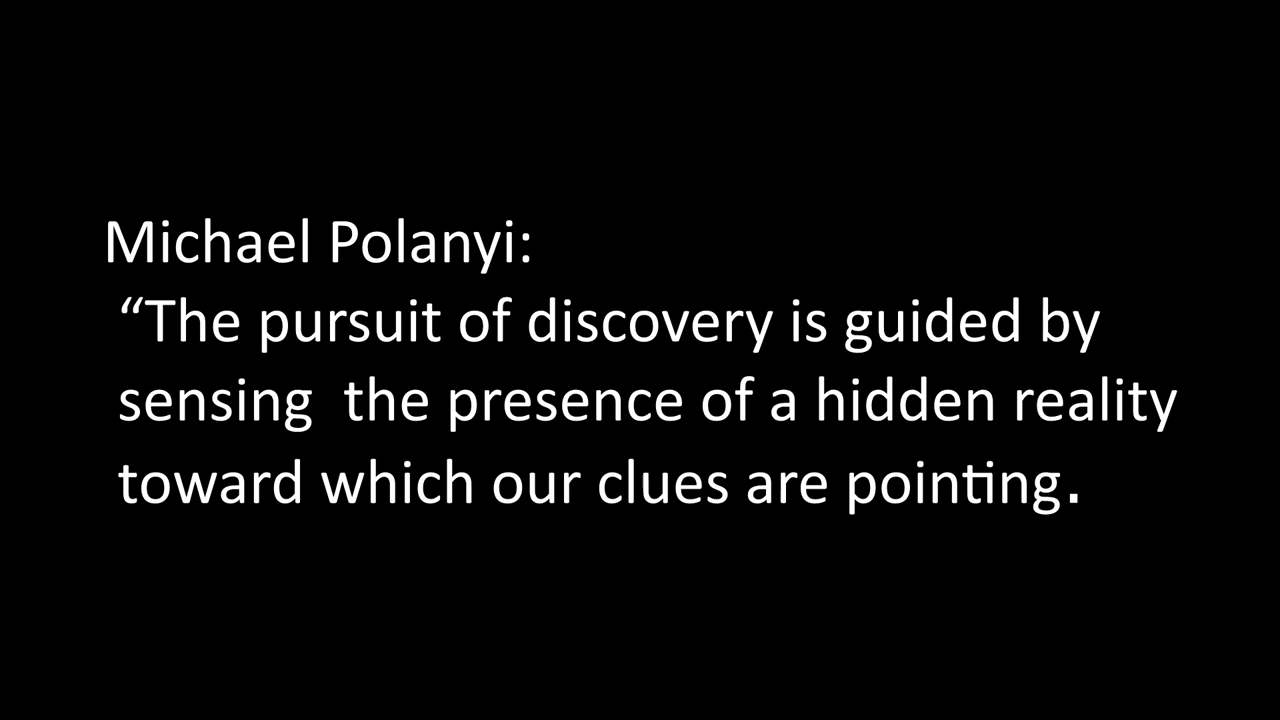 Michael Polanyi:
“The pursuit of discovery is guided by
sensing  the presence of a hidden reality
toward which our clues are pointing.